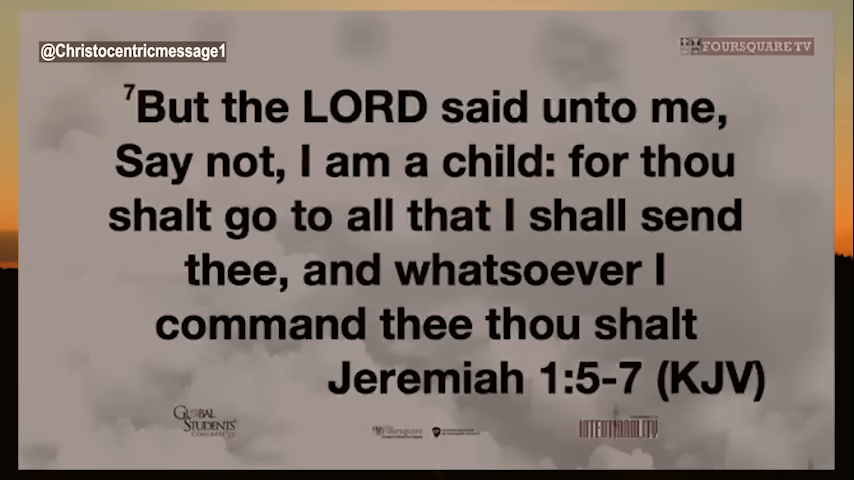 @Christocentricmessage1
FOURSQUARE TV
7But the LORD said unto me,
Say not, I am a child: for thou
shalt go to all that I shall send
thee, and whatsoever I
command thee thou shalt
Jeremiah 1:5-7 (KJV)
GLOBAL
STUDENTS'
Foursquare
INTENTIONALITY